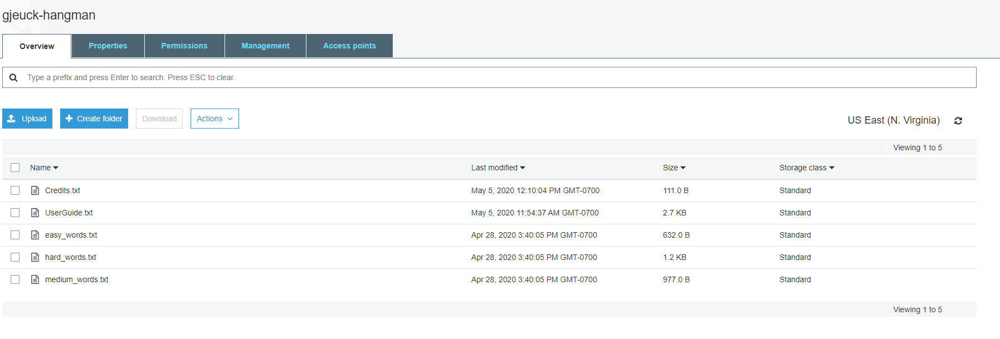 gjeuck-hangman
Overview Properties Permissions Management Access points
Type a prefix and press Enter to search. Press ESC to clear.
Upload Create folder Download Actions US East (N. Virginia)
Viewing 1 to 5
Name Last modified Size Storage class
Credits.txt May 5, 2020 12:10:04 PM GMT-0700 111.0 B Standard
UserGuide.txt May 5, 2020 11:54:37 AM GMT-0700 2.7 KB Standard
easy_words.txt Apr 28, 2020 3:40:05 PM GMT-0700 632.0 B Standard
hard_words.txt Apr 28, 2020 3:40:05 PM GMT-0700 1.2 KB Standard
medium_words.txt Apr 28, 2020 3:40:05 PM GMT-0700 977.0 B Standard
Viewing 1 to 5